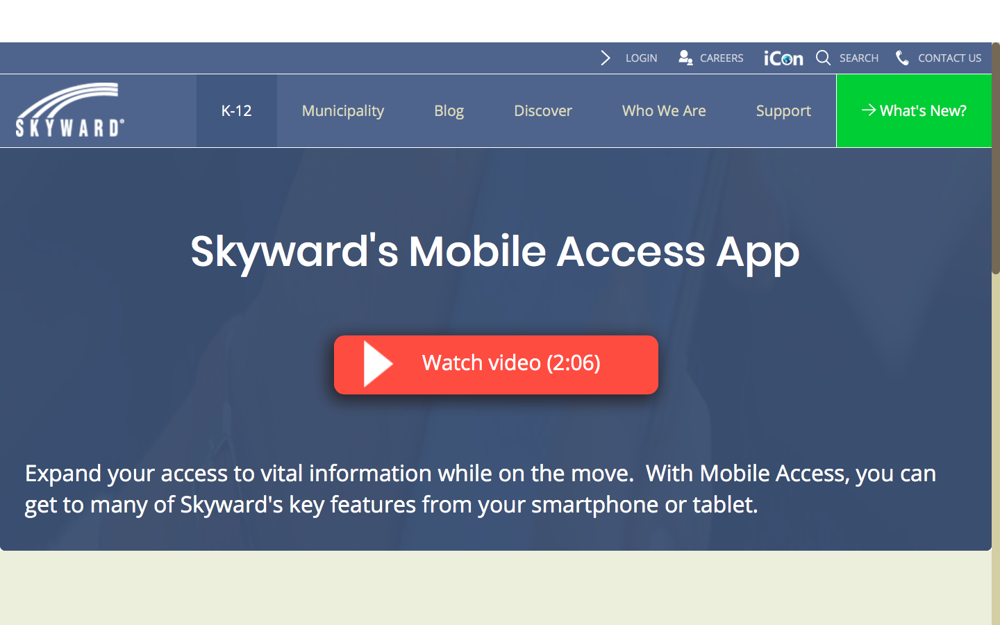 LOGIN CAREERS iCon SEARCH CONTACT US
SKYWARD®
K-12 Municipality Blog Discover Who We Are Support → What's New?
Skyward's Mobile Access App
Watch video (2:06)
Expand your access to vital information while on the move. With Mobile Access, you can
get to many of Skyward's key features from your smartphone or tablet.